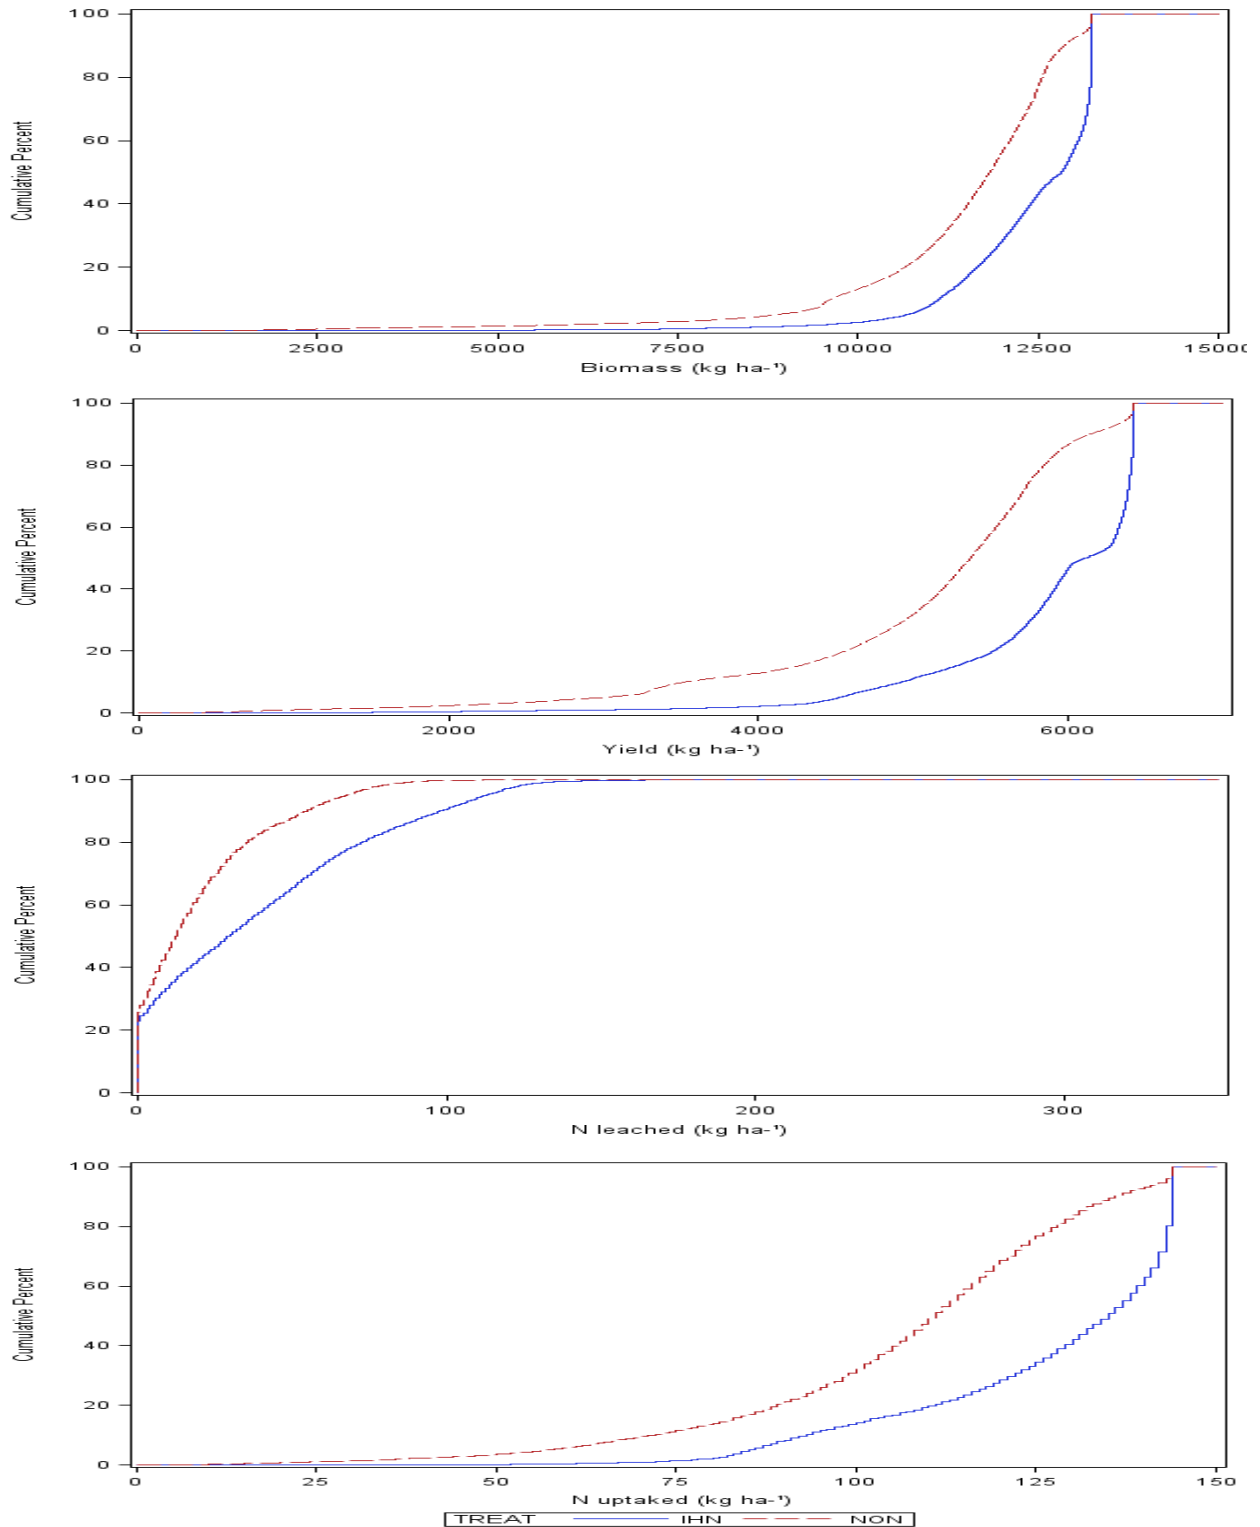 100
80
60
40
20
0
Cumulative Percent
0 2500 5000 7500 10000 12500 15000
Biomass (kg ha-¹)
100
80
60
40
20
0
Cumulative Percent
0 2000 4000 6000
Yield (kg ha-¹)
100
80
60
40
20
0
Cumulative Percent
0 100 200 300
N leached (kg ha-¹)
100
80
60
40
20
0
Cumulative Percent
0 25 50 75 100 125 150
N uptaked (kg ha-¹)
TREAT IHN NON